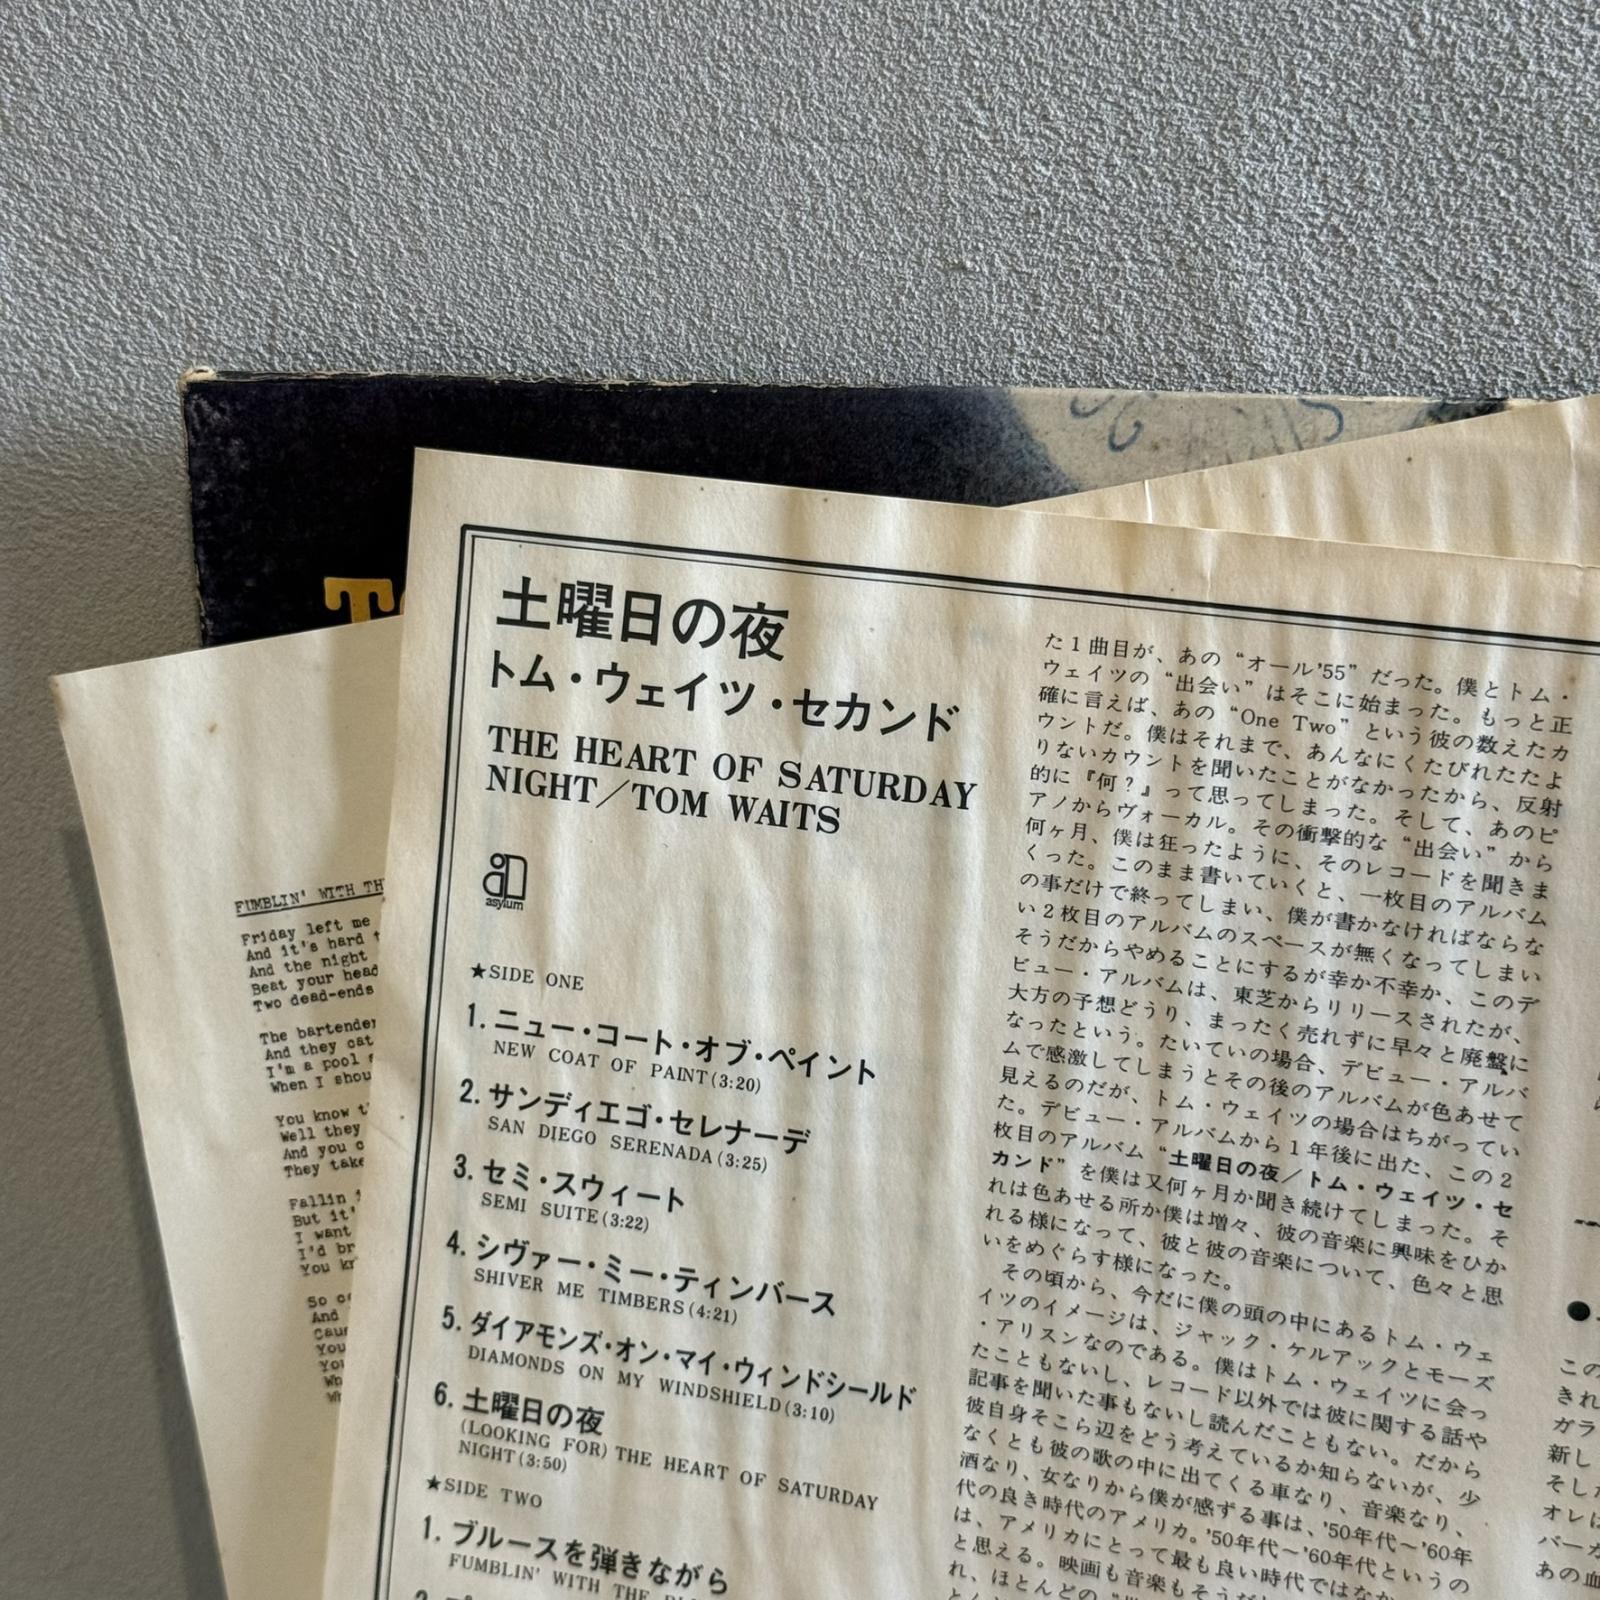 T
FUMBLIN' WITH TH
Friday left me
And it's hard
And the night
Beat your head
Two dead-ends
The bartender
And they
I'm a pool
When I shou
You know
Well they
And you
They take
Fallin
But it'
I want
I'd br
You
So
And
You
土曜日の夜
トム・ウェイツ・セカンド
THE HEART OF SATURDAY
NIGHT／TOM WAITS
asylum
★SIDE ONE
1. ニュー・コート・オブ・ペイント
NEW COAT OF PAINT(3:20)
2. サンディエゴ・セレナーデ
SAN DIEGO SERENADA(3:25)
3. セミ・スウィート
SEMI SUITE(3:22)
4. シヴァー・ミー・ティンバース
SHIVER ME TIMBERS(4:21)
5. ダイアモンズ・オン・マイ・ウィンドシールド
DIAMONDS ON MY WINDSHIELD(3:10)
6. 土曜日の夜
(LOOKING FOR) THE HEART OF SATURDAY
NIGHT(3:50)
★SIDE TWO
1. ブルースを弾きながら
FUMBLIN' WITH THE
た1曲目が、あの“オール'55”だった。僕とトム・
ウェイツの“出会い”はそこに始まった。もっと正
確に言えば、あの“One Two”という彼の数えたカ
ウントだ。僕はそれまで、あんなにくたびれたたよ
りないカウントを聞いたことがなかったから、反射
的に『何？』って思ってしまった。そして、あのピ
アノからヴォーカル。その衝撃的な“出会い”から
何ヶ月、僕は狂ったように、そのレコードを聞きま
くった。このまま書いていくと、一枚目のアルバム
の事だけで終ってしまい、僕が書かなければならな
い2枚目のアルバムのスペースが無くなってしまい
そうだからやめることにするが幸か不幸か、このデ
ビュー・アルバムは、東芝からリリースされたが、
大方の予想どうり、まったく売れずに早々と廃盤に
なったという。たいていの場合、デビュー・アルバ
ムで感激してしまうとその後のアルバムが色あせて
見えるのだが、トム・ウェイツの場合はちがってい
た。デビュー・アルバムから1年後に出た、この2
枚目のアルバム“土曜日の夜／トム・ウェイツ・セ
カンド”を僕は又何ヶ月か聞き続けてしまった。そ
れは色あせる所か僕は増々、彼の音楽に興味をひか
れる様になって、彼と彼の音楽について、色々と思
いをめぐらす様になった。
その頃から、今だに僕の頭の中にあるトム・ウェ
イツのイメージは、ジャック・ケルアックとモーズ
・アリスンなのである。僕はトム・ウェイツに会っ
たこともないし、レコード以外では彼に関する話や
記事を聞いた事もないし読んだこともない。だから
彼自身そこら辺をどう考えているか知らないが、少
なくとも彼の歌の中に出てくる車なり、音楽なり、
酒なり、女なりから僕が感ずる事は、'50年代〜'60年
代の良き時代のアメリカ。'50年代〜'60年代というの
は、アメリカにとって最も良い時代ではなか
と思える。映画も音楽もそうだ
れ、ほとんどの
●
この
きれ
ガラ
新し
そし
オレは
バーカ
あの血